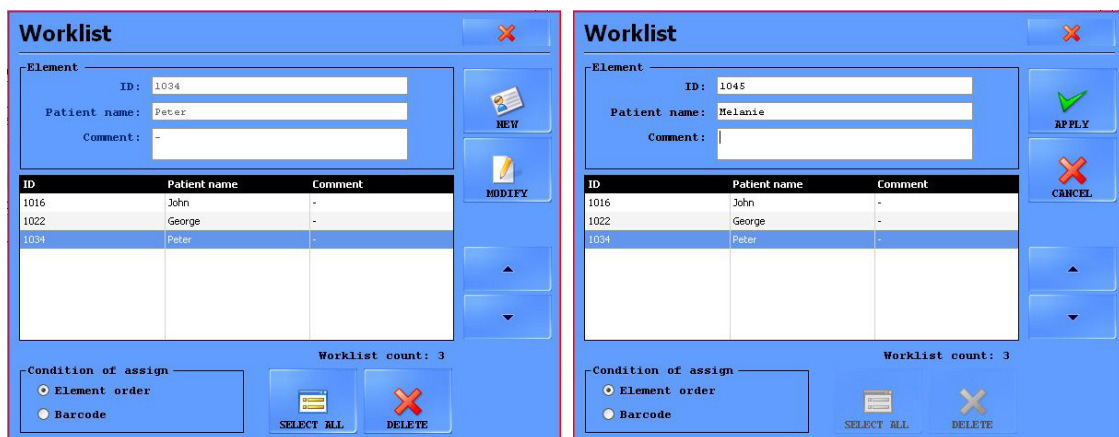 Worklist
Element
ID: 1034
Patient name: Peter
Comment: -
NEW
MODIFY
ID Patient name Comment
1016 John -
1022 George -
1034 Peter -
Worklist count: 3
Condition of assign
Element order
Barcode
SELECT ALL
DELETE
Worklist
Element
ID: 1045
Patient name: Melanie
Comment:
APPLY
CANCEL
ID Patient name Comment
1016 John -
1022 George -
1034 Peter -
Worklist count: 3
Condition of assign
Element order
Barcode
SELECT ALL
DELETE